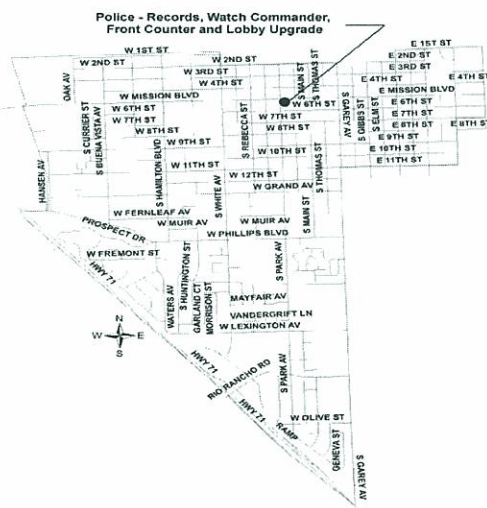 Police - Records, Watch Commander,
Front Counter and Lobby Upgrade
W 1ST ST
E 1ST ST
W 2ND ST
W 2ND ST
E 2ND ST
W 3RD ST
E 3RD ST
W 4TH ST
E 4TH ST
E 4TH ST
OAK AV
S MAIN ST
S THOMAS ST
W MISSION BLVD
E MISSION BLVD
W 6TH ST
W 6TH ST
E 6TH ST
W 7TH ST
W 7TH ST
E 7TH ST
W 8TH ST
W 8TH ST
E 8TH ST
E 8TH ST
W 9TH ST
E 9TH ST
W 10TH ST
E 10TH ST
W 11TH ST
E 11TH ST
S CURRIER ST
S BUENA VISTA AV
S HAMILTON BLVD
S REBECCA ST
S GAREY AV
S GIBBS ST
S ELM ST
HANSEN AV
S WHITE AV
S THOMAS ST
W 12TH ST
W GRAND AV
S MAIN ST
W FERNLEAF AV
W MUIR AV
W MUIR AV
PROSPECT DR
W PHILLIPS BLVD
W FREMONT ST
HWY 71
S HUNTINGTON ST
S PARK AV
WATERS AV
GARLAND CT
MORRISON ST
MAYFAIR AV
VANDERGRIFT LN
W LEXINGTON AV
N
W E
S
HWY 71
RIO RANCHO RD
S PARK AV
HWY 71 RAMP
W OLIVE ST
GENEVA ST
S GAREY AV